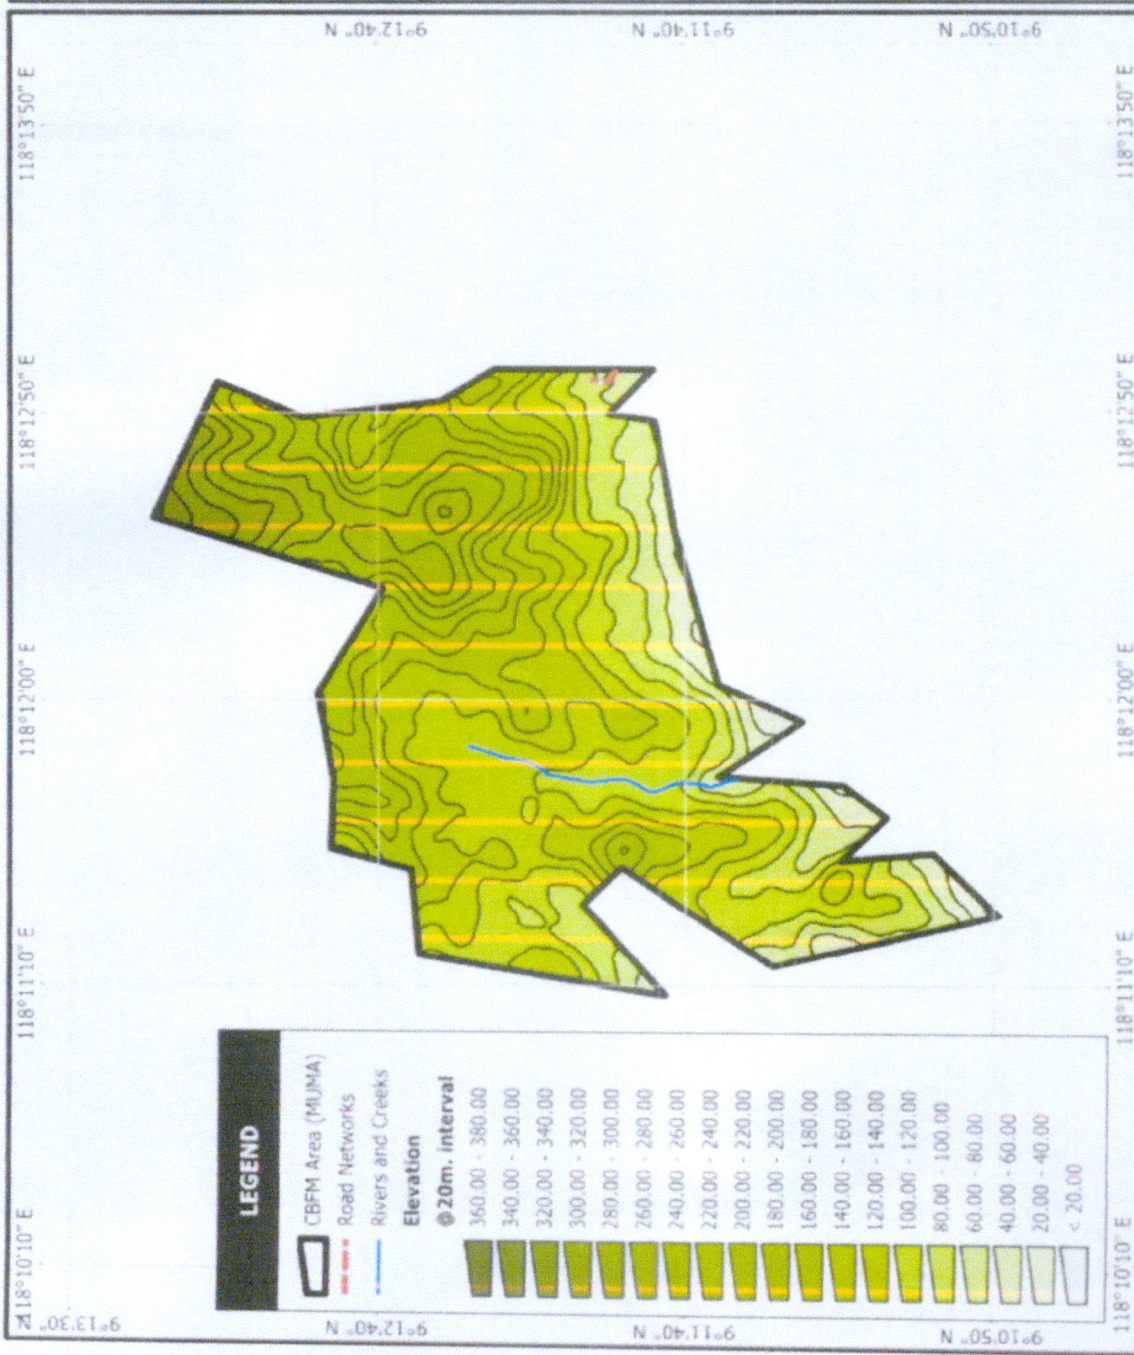 118°10'10" E
118°11'10" E
118°12'00" E
118°12'50" E
118°13'50" E
9°13'30" N
9°12'40" N
9°11'40" N
9°10'50" N
9°12'40" N
9°11'40" N
9°10'50" N
LEGEND
CBFM Area (MUMA)
Road Networks
Rivers and Creeks
Elevation
@20m. interval
360.00 - 380.00
340.00 - 360.00
320.00 - 340.00
300.00 - 320.00
280.00 - 300.00
260.00 - 280.00
240.00 - 260.00
220.00 - 240.00
200.00 - 220.00
180.00 - 200.00
160.00 - 180.00
140.00 - 160.00
120.00 - 140.00
100.00 - 120.00
80.00 - 100.00
60.00 - 80.00
40.00 - 60.00
20.00 - 40.00
< 20.00
118°10'10" E
118°11'10" E
118°12'00" E
118°12'50" E
118°13'50" E